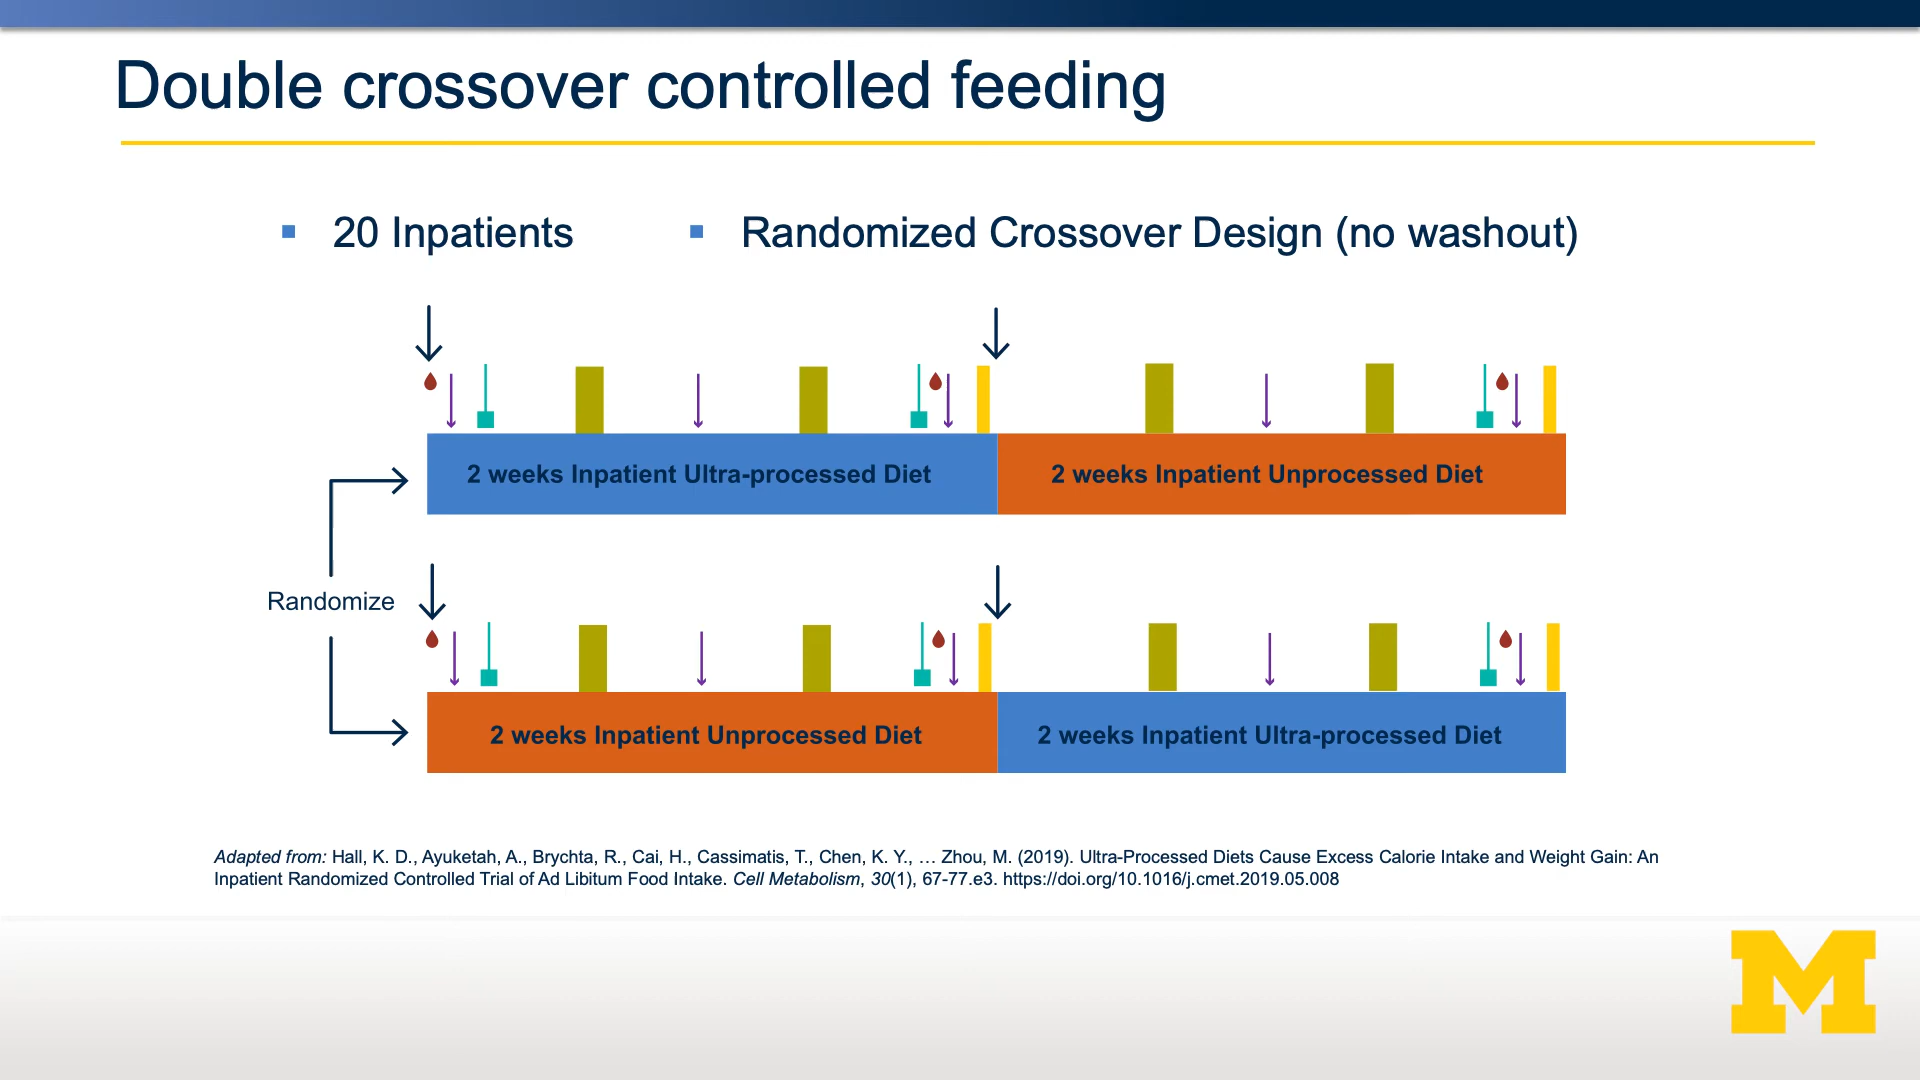 Double crossover controlled feeding
20 Inpatients
Randomized Crossover Design (no washout)
2 weeks Inpatient Ultra-processed Diet
2 weeks Inpatient Unprocessed Diet
Randomize
2 weeks Inpatient Unprocessed Diet
2 weeks Inpatient Ultra-processed Diet
Adapted from: Hall, K. D., Ayuketah, A., Brychta, R., Cai, H., Cassimatis, T., Chen, K. Y., … Zhou, M. (2019). Ultra-Processed Diets Cause Excess Calorie Intake and Weight Gain: An
Inpatient Randomized Controlled Trial of Ad Libitum Food Intake. Cell Metabolism, 30(1), 67-77.e3. https://doi.org/10.1016/j.cmet.2019.05.008
M